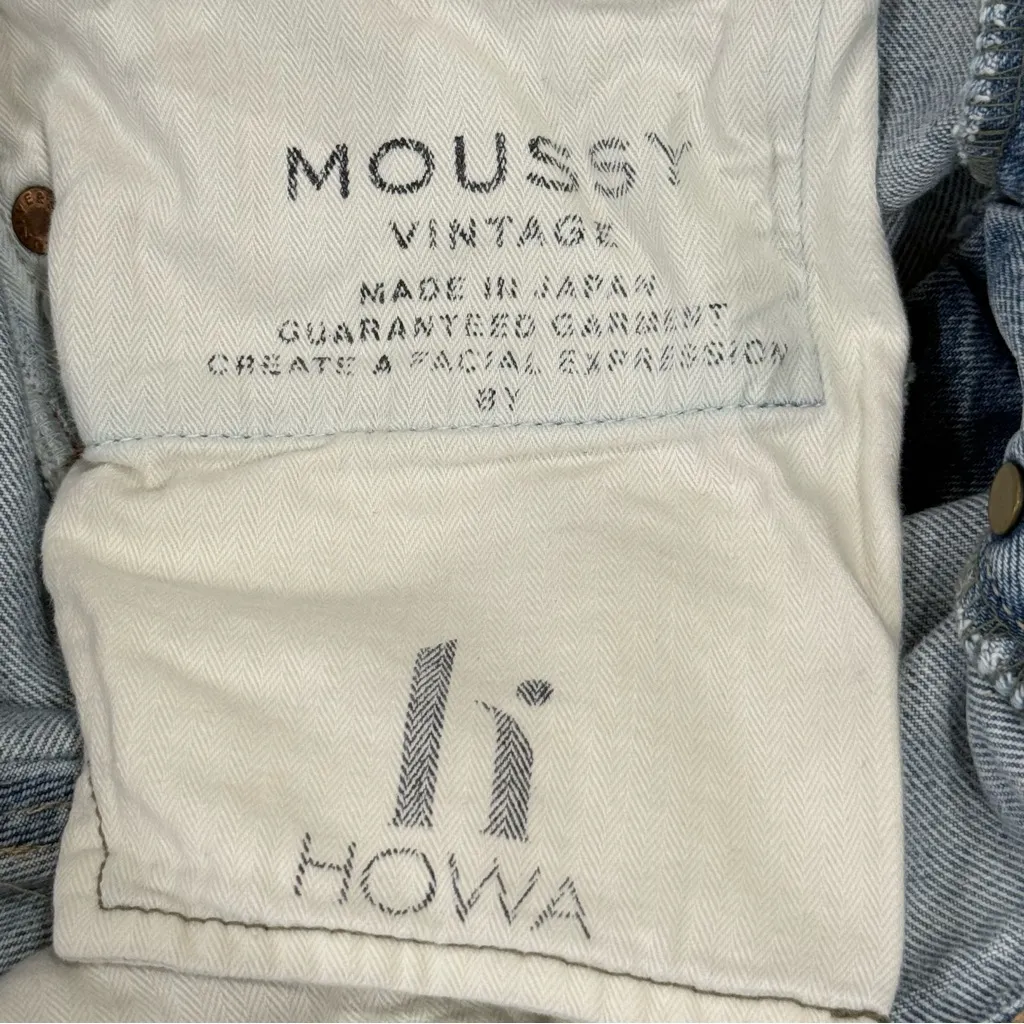 MOUSSY
VINTAGE
MADE IN JAPAN
GUARANTEED GARMENT
CREATE A FACIAL EXPRESSION
BY
HOWA